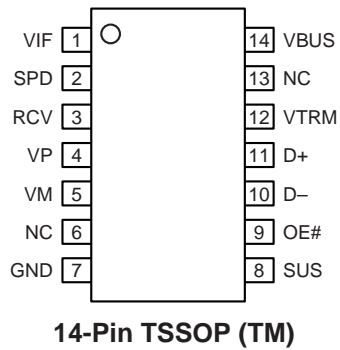 VIF 1 14 VBUS
SPD 2 13 NC
RCV 3 12 VTRM
VP 4 11 D+
VM 5 10 D–
NC 6 9 OE#
GND 7 8 SUS
14-Pin TSSOP (TM)